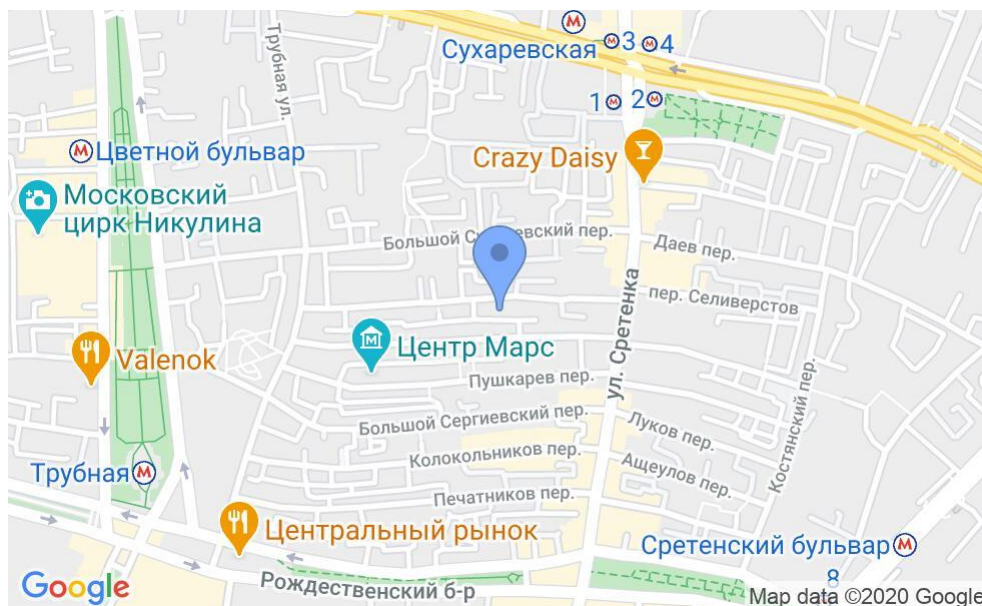 Трубная ул.
Сухаревская
3
4
1
2
Цветной бульвар
Crazy Daisy
Московский
цирк Никулина
Большой С
евский пер.
Даев пер.
пер. Селиверстов
ул. Сретенка
Центр Марс
Valenok
Пушкарев пер.
Большой Сергиевский пер.
Луков пер.
Костянский пер.
Колокольников пер.
Ащеулов пер.
Трубная
Печатников пер.
Центральный рынок
Сретенский бульвар
8
Рождественский б-р
Google
Map data ©2020 Google